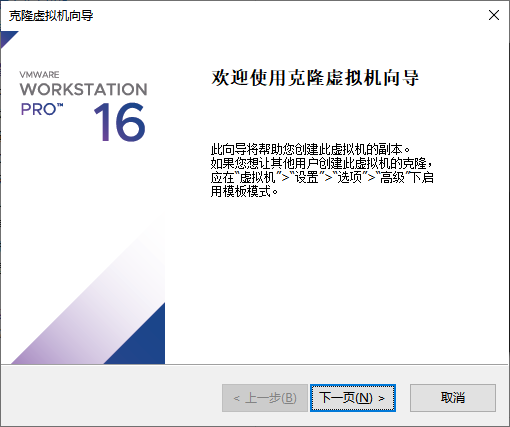 克隆虚拟机向导
VMWARE
WORKSTATION
PRO™
16
欢迎使用克隆虚拟机向导
此向导将帮助您创建此虚拟机的副本。
如果您想让其他用户创建此虚拟机的克隆，
应在"虚拟机">"设置">"选项">"高级"下启
用模板模式。
< 上一步(B)
下一页(N) >
取消